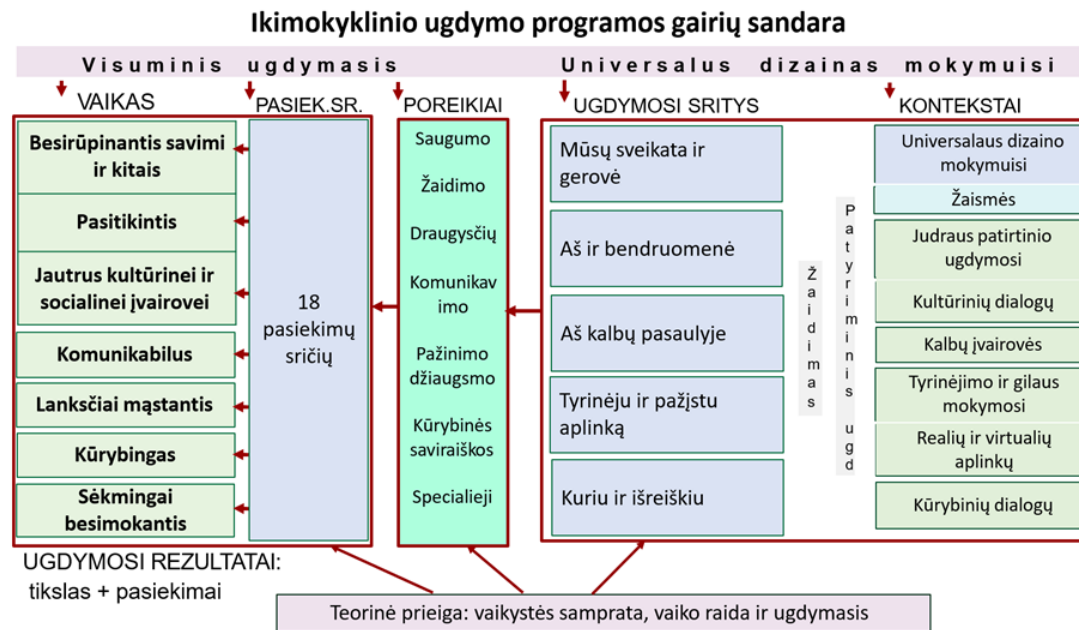 Ikimokyklinio ugdymo programos gairių sandara
Visuminis ugdymasis
Universalus dizainas mokymuisi
VAIKAS
Besirūpinantis savimi
ir kitais
Pasitikintis
Jautrus kultūrinei ir
socialinei įvairovei
Komunikabilus
Lanksčiai mąstantis
Kūrybingas
Sėkmingai
besimokantis
PASIEK.SR.
18
pasiekimų
sričių
POREIKIAI
Saugumo
Žaidimo
Draugysčių
Komunikav
imo
Pažinimo
džiaugsmo
Kūrybinės
saviraiškos
Specialieji
UGDYMOSI SRITYS
Mūsų sveikata ir
gerovė
Aš ir bendruomenė
Aš kalbų pasaulyje
Tyrinėju ir pažįstu
aplinką
Kuriu ir išreiškiu
Žaidimas
Patyriminis ugd
KONTEKSTAI
Universalaus dizaino
mokymuisi
Žaismės
Judraus patirtinio
ugdymosi
Kultūrinių dialogų
Kalbų įvairovės
Tyrinėjimo ir gilaus
mokymosi
Realių ir virtualių
aplinkų
Kūrybinių dialogų
UGDYMOSI REZULTATAI:
tikslas + pasiekimai
Teorinė prieiga: vaikystės samprata, vaiko raida ir ugdymasis